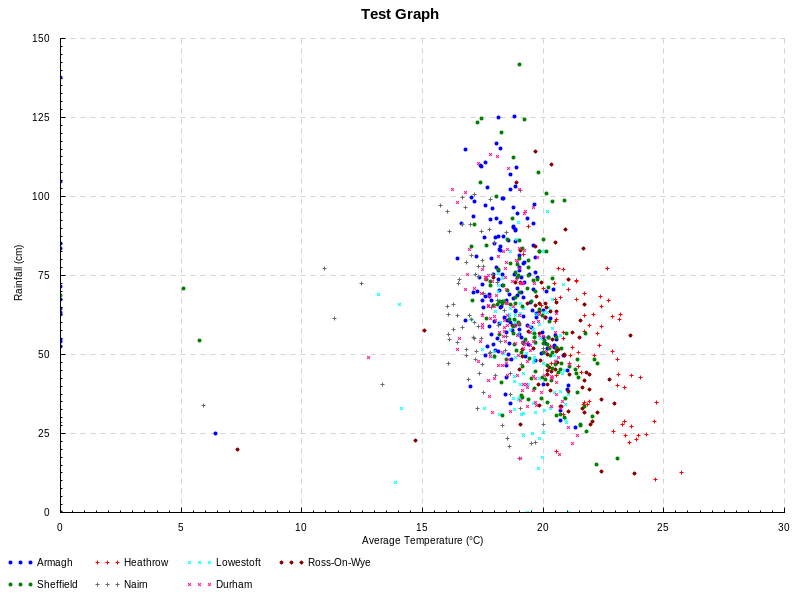 Test Graph
150
125
100
75
50
25
0
Rainfall (cm)
0 5 10 15 20 25 30
Average Temperature (°C)
Armagh Heathrow Lowestoft Ross-On-Wye
Sheffield Nairn Durham